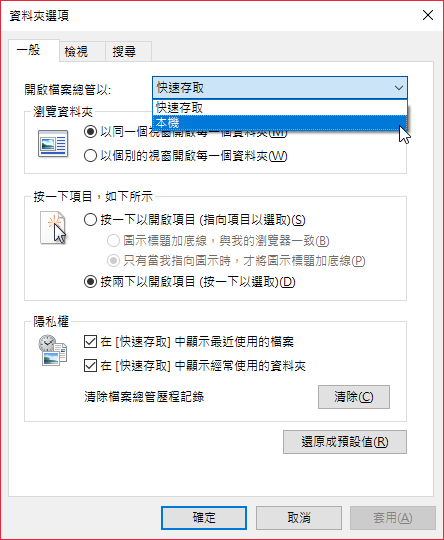 資料夾選項
一般
檢視
搜尋
開啟檔案總管以:
快速存取
快速存取
本機
瀏覽資料夾
以同一個視窗開啟每一個資料夾(M)
以個別的視窗開啟每一個資料夾(W)
按一下項目，如下所示
按一下以開啟項目 (指向項目以選取)(S)
圖示標題加底線，與我的瀏覽器一致(B)
只有當我指向圖示時，才將圖示標題加底線(P)
按兩下以開啟項目 (按一下以選取)(D)
隱私權
在 [快速存取] 中顯示最近使用的檔案
在 [快速存取] 中顯示經常使用的資料夾
清除檔案總管歷程記錄
清除(C)
還原成預設值(R)
確定
取消
套用(A)